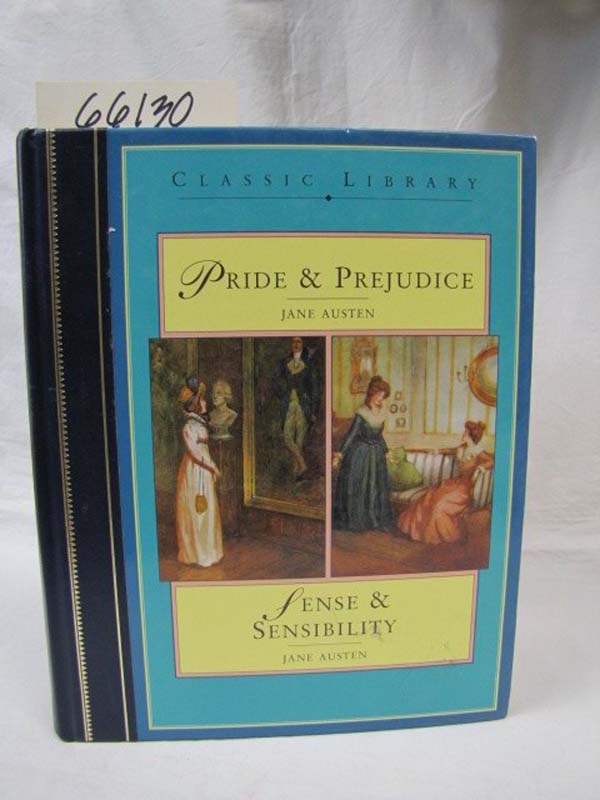 66130
CLASSIC LIBRARY
PRIDE & PREJUDICE
JANE AUSTEN
SENSE &
SENSIBILITY
JANE AUSTEN